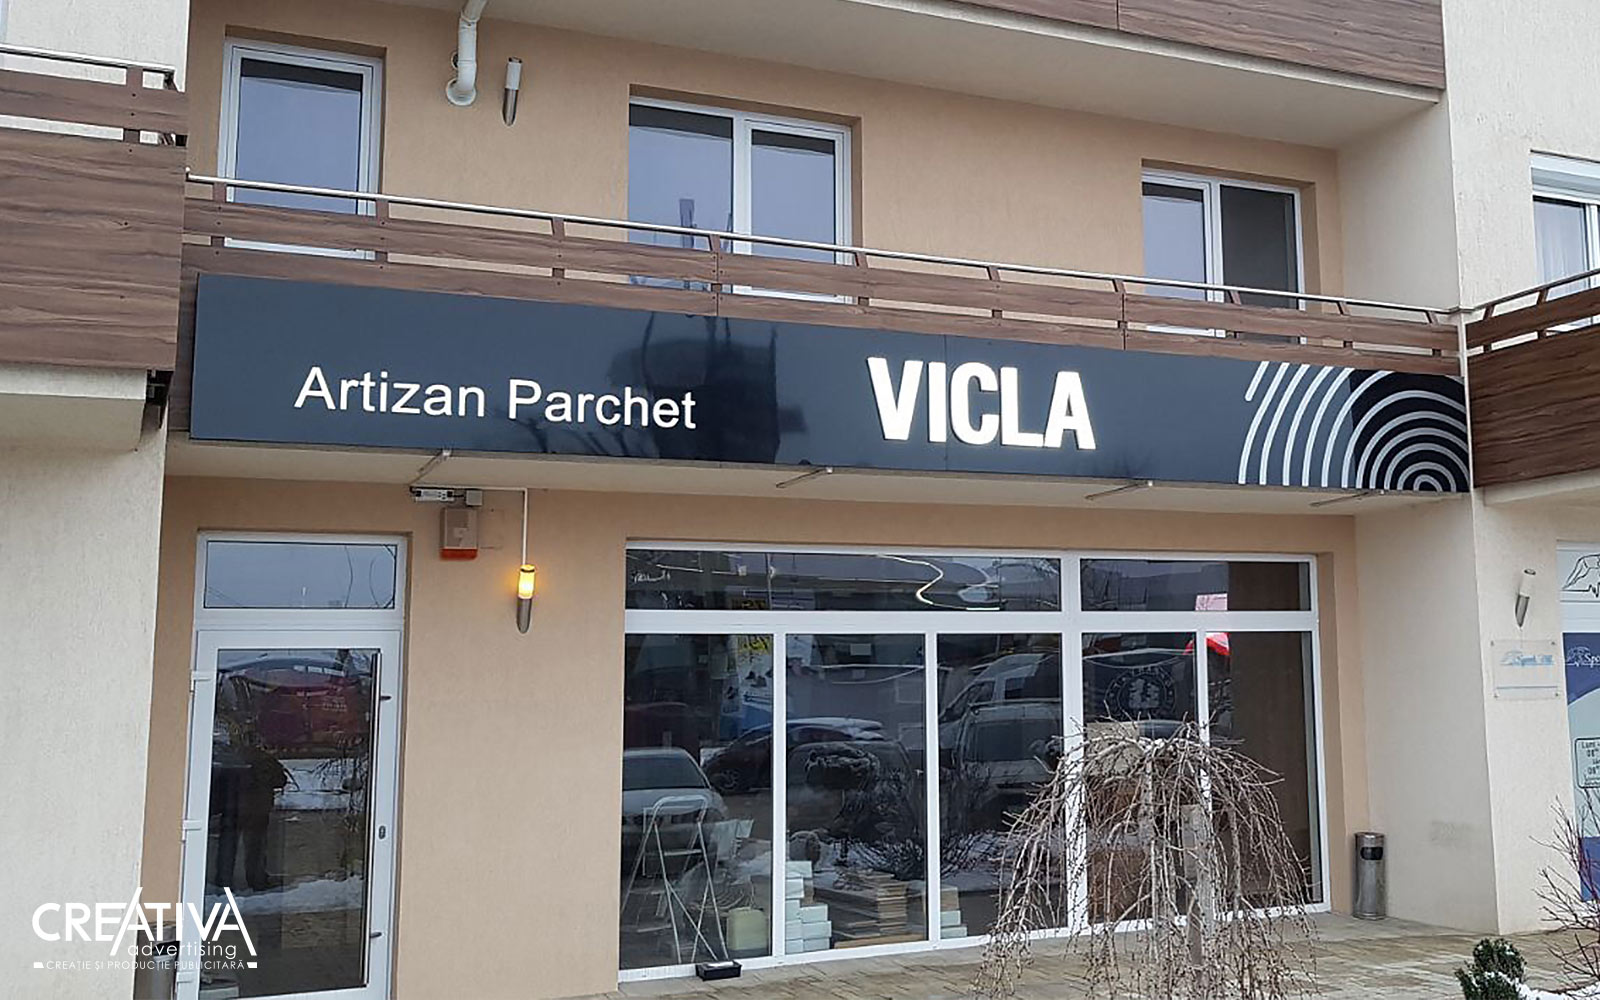 Artizan Parchet
VICLA
CREATIVA
advertising
CREAȚIE ȘI PRODUCȚIE PUBLICITARĂ